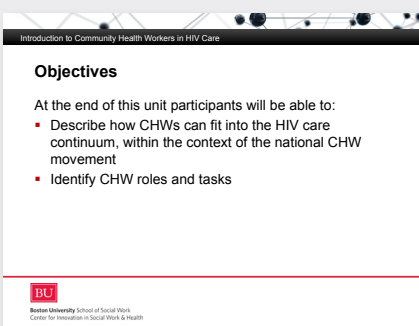 Introduction to Community Health Workers in HIV Care
Objectives
At the end of this unit participants will be able to:
▪ Describe how CHWs can fit into the HIV care
continuum, within the context of the national CHW
movement
▪ Identify CHW roles and tasks
BU
Boston University School of Social Work
Center for Innovation in Social Work & Health